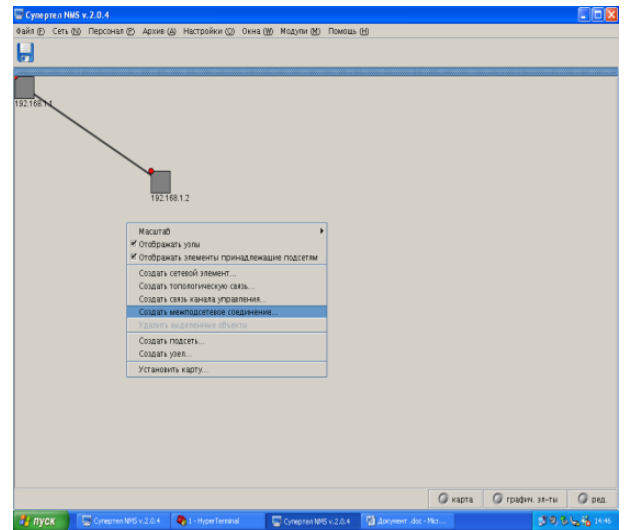 Супертел NMS v.2.0.4
Файл (F) Сеть (N) Персонал (P) Архив (A) Настройки (O) Окна (W) Модули (M) Помощь (H)
192.168.1.1
192.168.1.2
Масштаб
Отображать узлы
Отображать элементы принадлежащие подсетям
Создать сетевой элемент...
Создать топологическую связь...
Создать связь канала управления...
Создать межподсетевое соединение...
Удалить выделенные объекты
Создать подсеть...
Создать узел...
Установить карту...
карта график. эл-ты ред.
пуск Супертел NMS v.2.0.4 1 - HyperTerminal Супертел NMS v.2.0.4 Документ .doc - Micr... 14:46